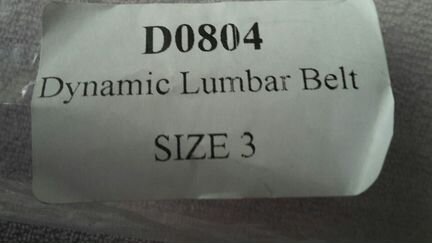 D0804
Dynamic Lumbar Belt
SIZE 3